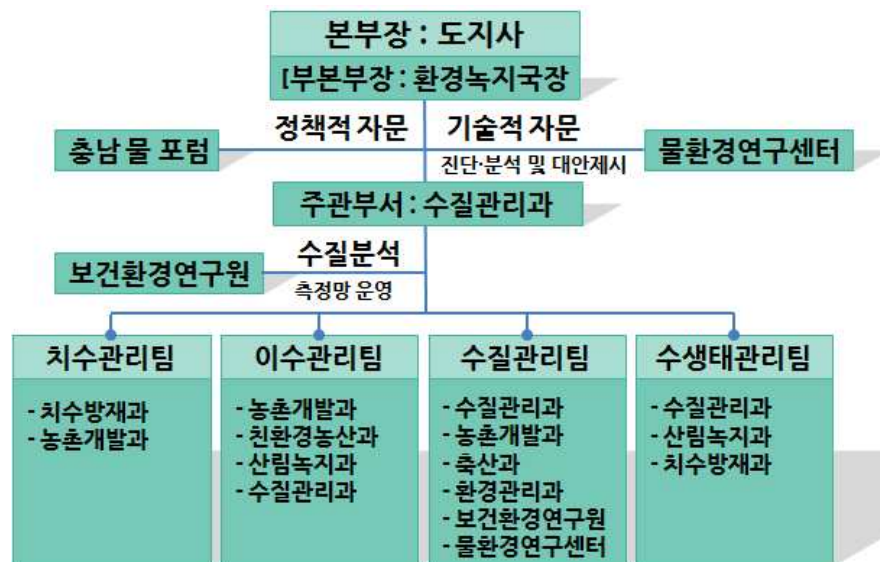 본부장 : 도지사
[부본부장 : 환경녹지국장
정책적 자문
기술적 자문
충남 물 포럼
진단·분석 및 대안제시
물환경연구센터
주관부서 : 수질관리과
수질분석
보건환경연구원
측정망 운영
치수관리팀
- 치수방재과
- 농촌개발과
이수관리팀
- 농촌개발과
- 친환경농산과
- 산림녹지과
- 수질관리과
수질관리팀
- 수질관리과
- 농촌개발과
- 축산과
- 환경관리과
- 보건환경연구원
- 물환경연구센터
수생태관리팀
- 수질관리과
- 산림녹지과
- 치수방재과